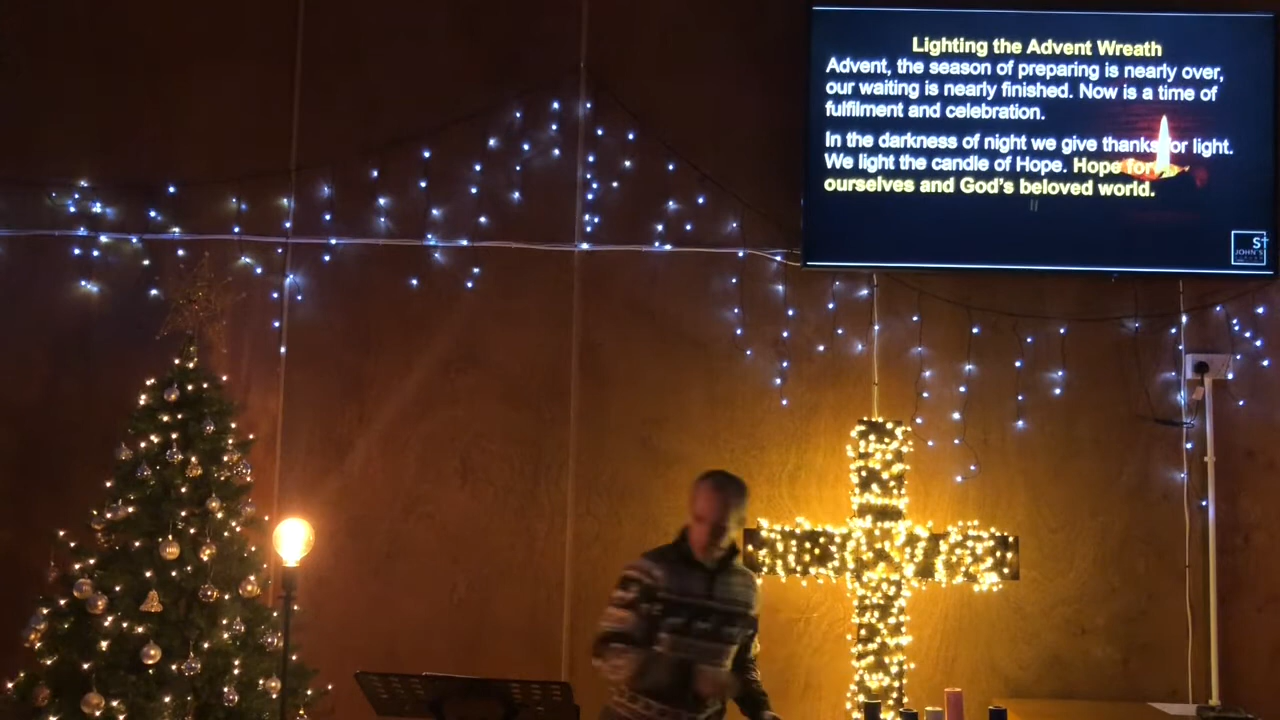 Lighting the Advent Wreath
Advent, the season of preparing is nearly over,
our waiting is nearly finished. Now is a time of
fulfilment and celebration.
In the darkness of night we give thanks for light.
We light the candle of Hope. Hope for
ourselves and God's beloved world.
St
JOHN'S